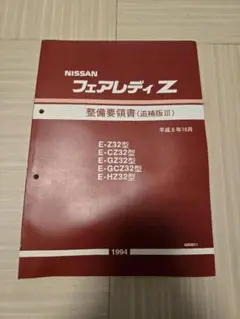 NISSAN
フェアレディZ
整備要領書(追補版III)
平成6年10月
E-Z32型
E-CZ32型
E-GZ32型
E-GCZ32型
E-HZ32型
1994